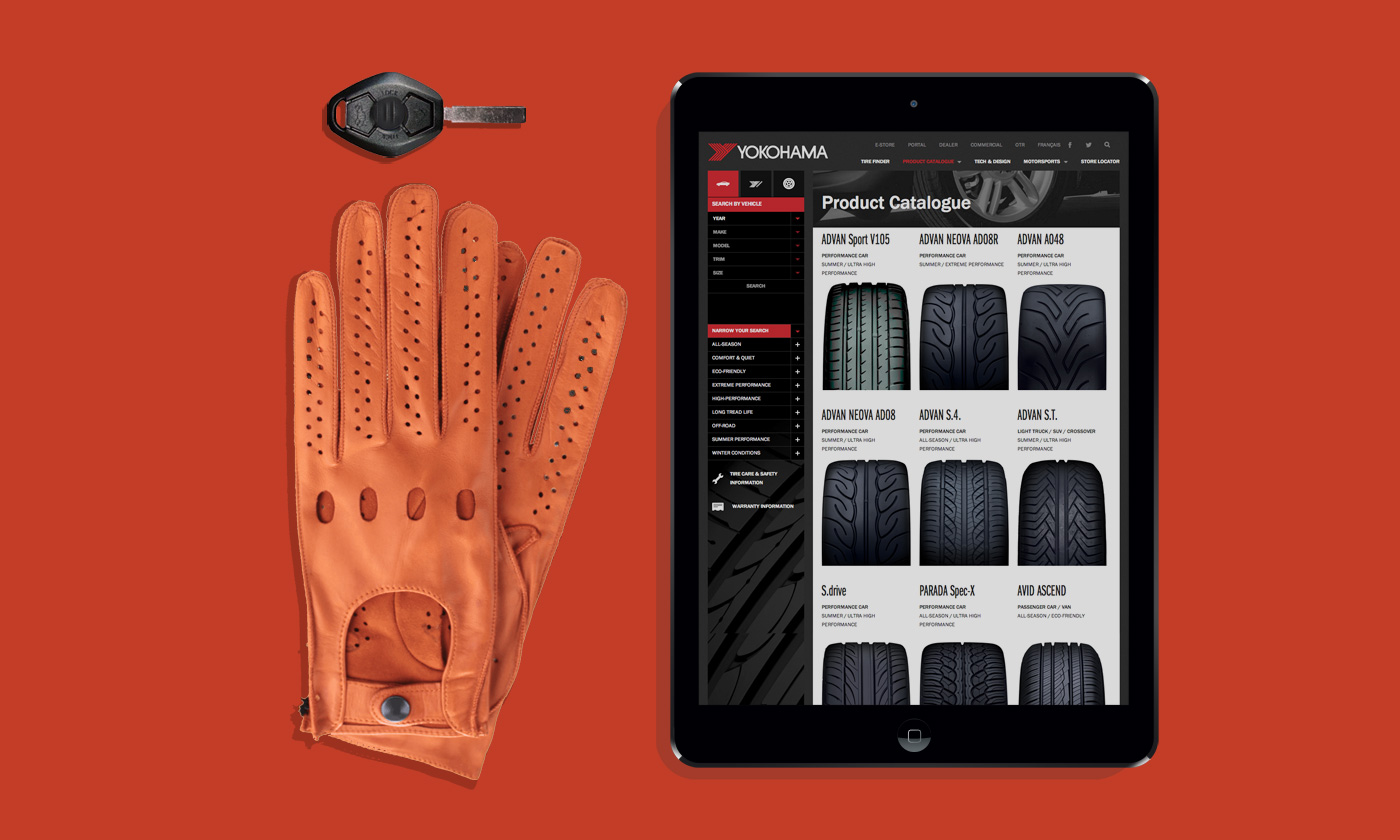 LOCK
E-STORE PORTAL DEALER COMMERCIAL OTR FRANÇAIS
YOKOHAMA
TIRE FINDER PRODUCT CATALOGUE TECH & DESIGN MOTORSPORTS STORE LOCATOR
SEARCH BY VEHICLE
YEAR
MAKE
MODEL
TRIM
SIZE
SEARCH
NARROW YOUR SEARCH
ALL-SEASON
COMFORT & QUIET
ECO-FRIENDLY
EXTREME PERFORMANCE
HIGH-PERFORMANCE
LONG TREAD LIFE
OFF-ROAD
SUMMER PERFORMANCE
WINTER CONDITIONS
TIRE CARE & SAFETY
INFORMATION
WARRANTY INFORMATION
Product Catalogue
ADVAN Sport V105
PERFORMANCE CAR
SUMMER / ULTRA HIGH
PERFORMANCE
ADVAN NEOVA AD08R
PERFORMANCE CAR
SUMMER / EXTREME PERFORMANCE
ADVAN A048
PERFORMANCE CAR
SUMMER / ULTRA HIGH
PERFORMANCE
ADVAN NEOVA AD08
PERFORMANCE CAR
SUMMER / ULTRA HIGH
PERFORMANCE
ADVAN S.4.
PERFORMANCE CAR
ALL-SEASON / ULTRA HIGH
PERFORMANCE
ADVAN S.T.
LIGHT TRUCK / SUV / CROSSOVER
SUMMER / ULTRA HIGH
PERFORMANCE
S.drive
PERFORMANCE CAR
SUMMER / ULTRA HIGH
PERFORMANCE
PARADA Spec-X
PERFORMANCE CAR
ALL-SEASON / ULTRA HIGH
PERFORMANCE
AVID ASCEND
PASSENGER CAR / VAN
ALL-SEASON / ECO-FRIENDLY